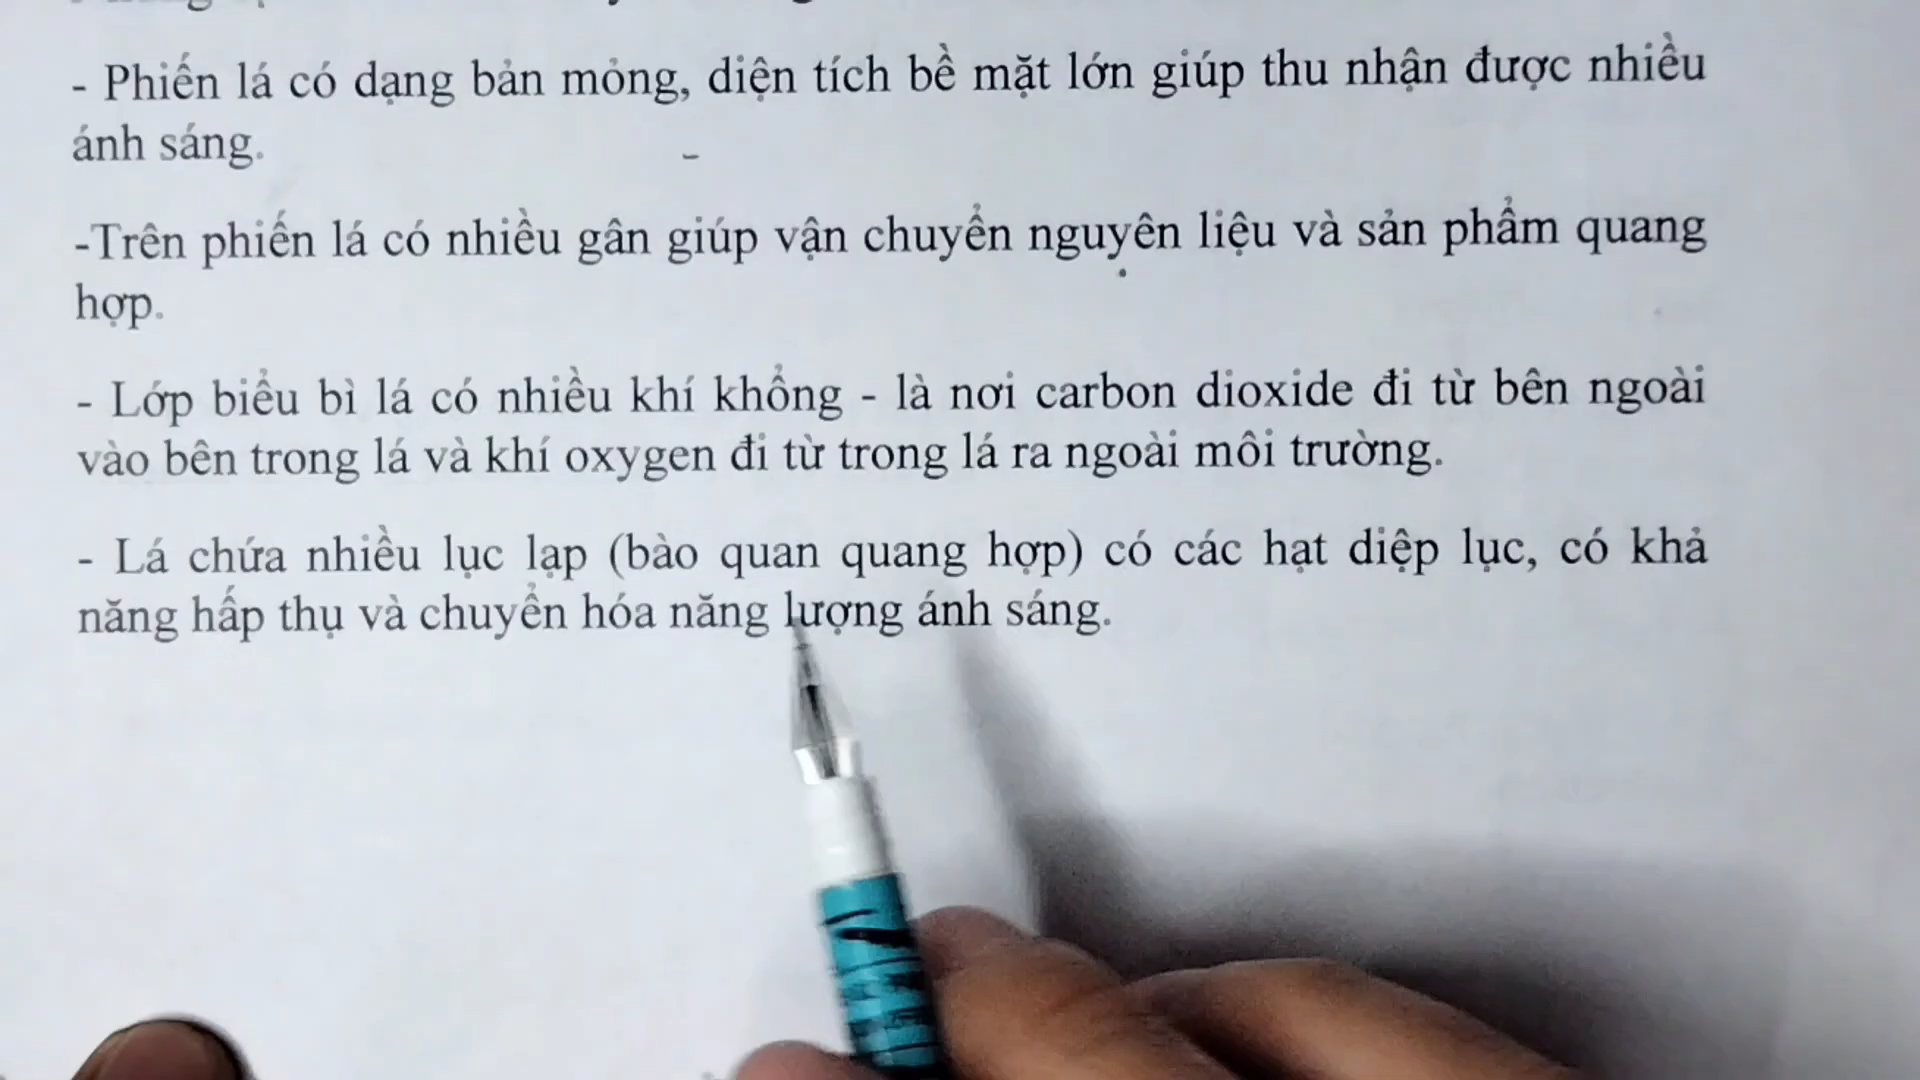 - Phiến lá có dạng bản mỏng, diện tích bề mặt lớn giúp thu nhận được nhiều
ánh sáng.
-Trên phiến lá có nhiều gân giúp vận chuyển nguyên liệu và sản phẩm quang
hợp.
- Lớp biểu bì lá có nhiều khí khổng - là nơi carbon dioxide đi từ bên ngoài
vào bên trong lá và khí oxygen đi từ trong lá ra ngoài môi trường.
- Lá chứa nhiều lục lạp (bào quan quang hợp) có các hạt diệp lục, có khả
năng hấp thụ và chuyển hóa năng lượng ánh sáng.